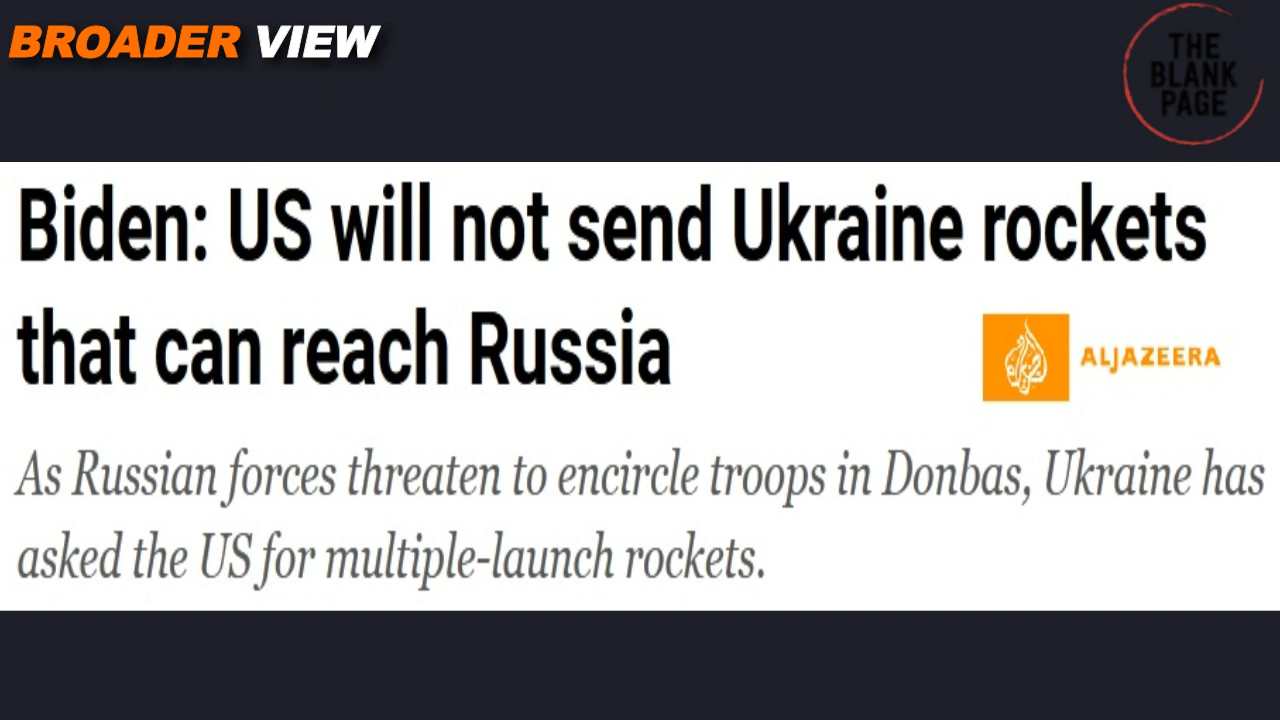 BROADER VIEW
THE
BLANK
PAGE
Biden: US will not send Ukraine rockets
that can reach Russia
ALJAZEERA
As Russian forces threaten to encircle troops in Donbas, Ukraine has
asked the US for multiple-launch rockets.